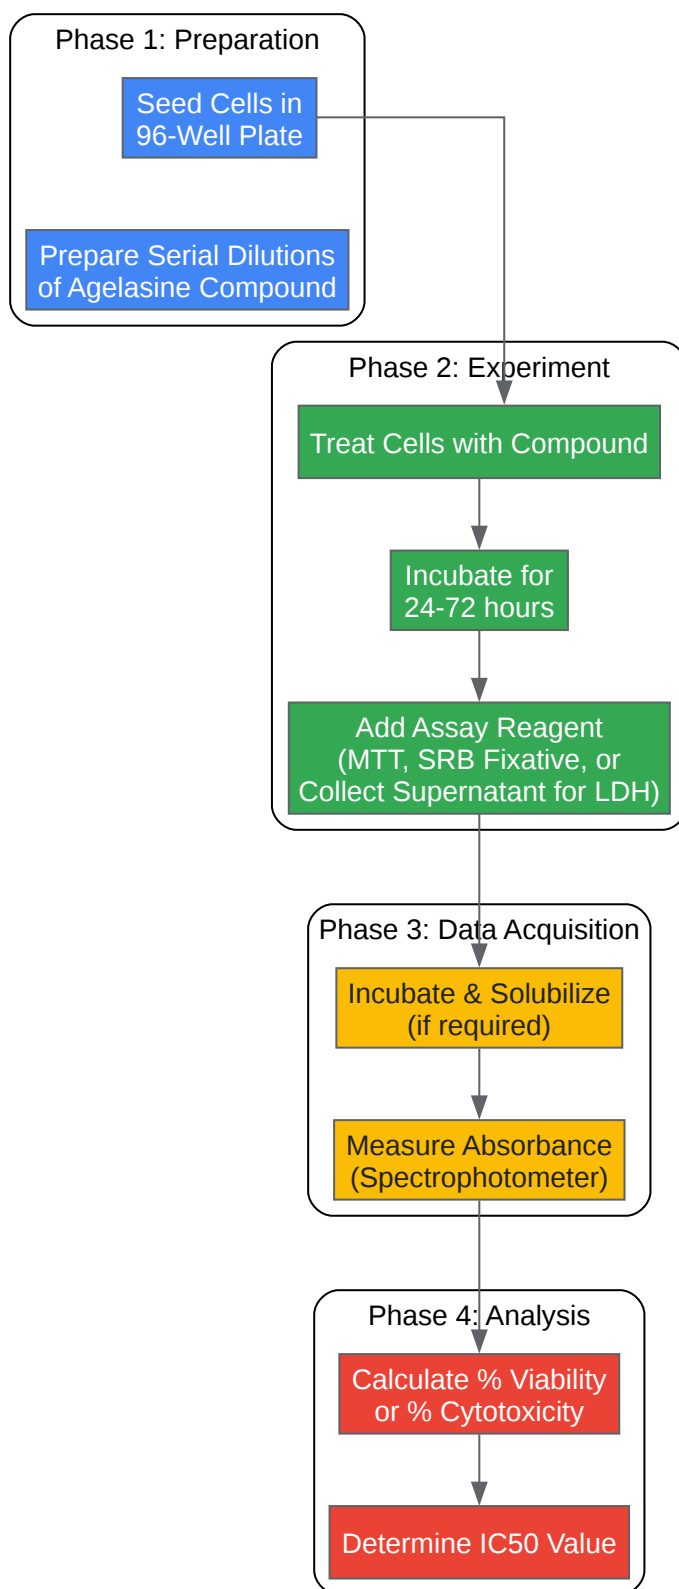 Phase 1: Preparation
Seed Cells in
96-Well Plate
Prepare Serial Dilutions
of Agelasine Compound
Phase 2: Experiment
Treat Cells with Compound
Incubate for
24-72 hours
Add Assay Reagent
(MTT, SRB Fixative, or
Collect Supernatant for LDH)
Phase 3: Data Acquisition
Incubate & Solubilize
(if required)
Measure Absorbance
(Spectrophotometer)
Phase 4: Analysis
Calculate % Viability
or % Cytotoxicity
Determine IC50 Value